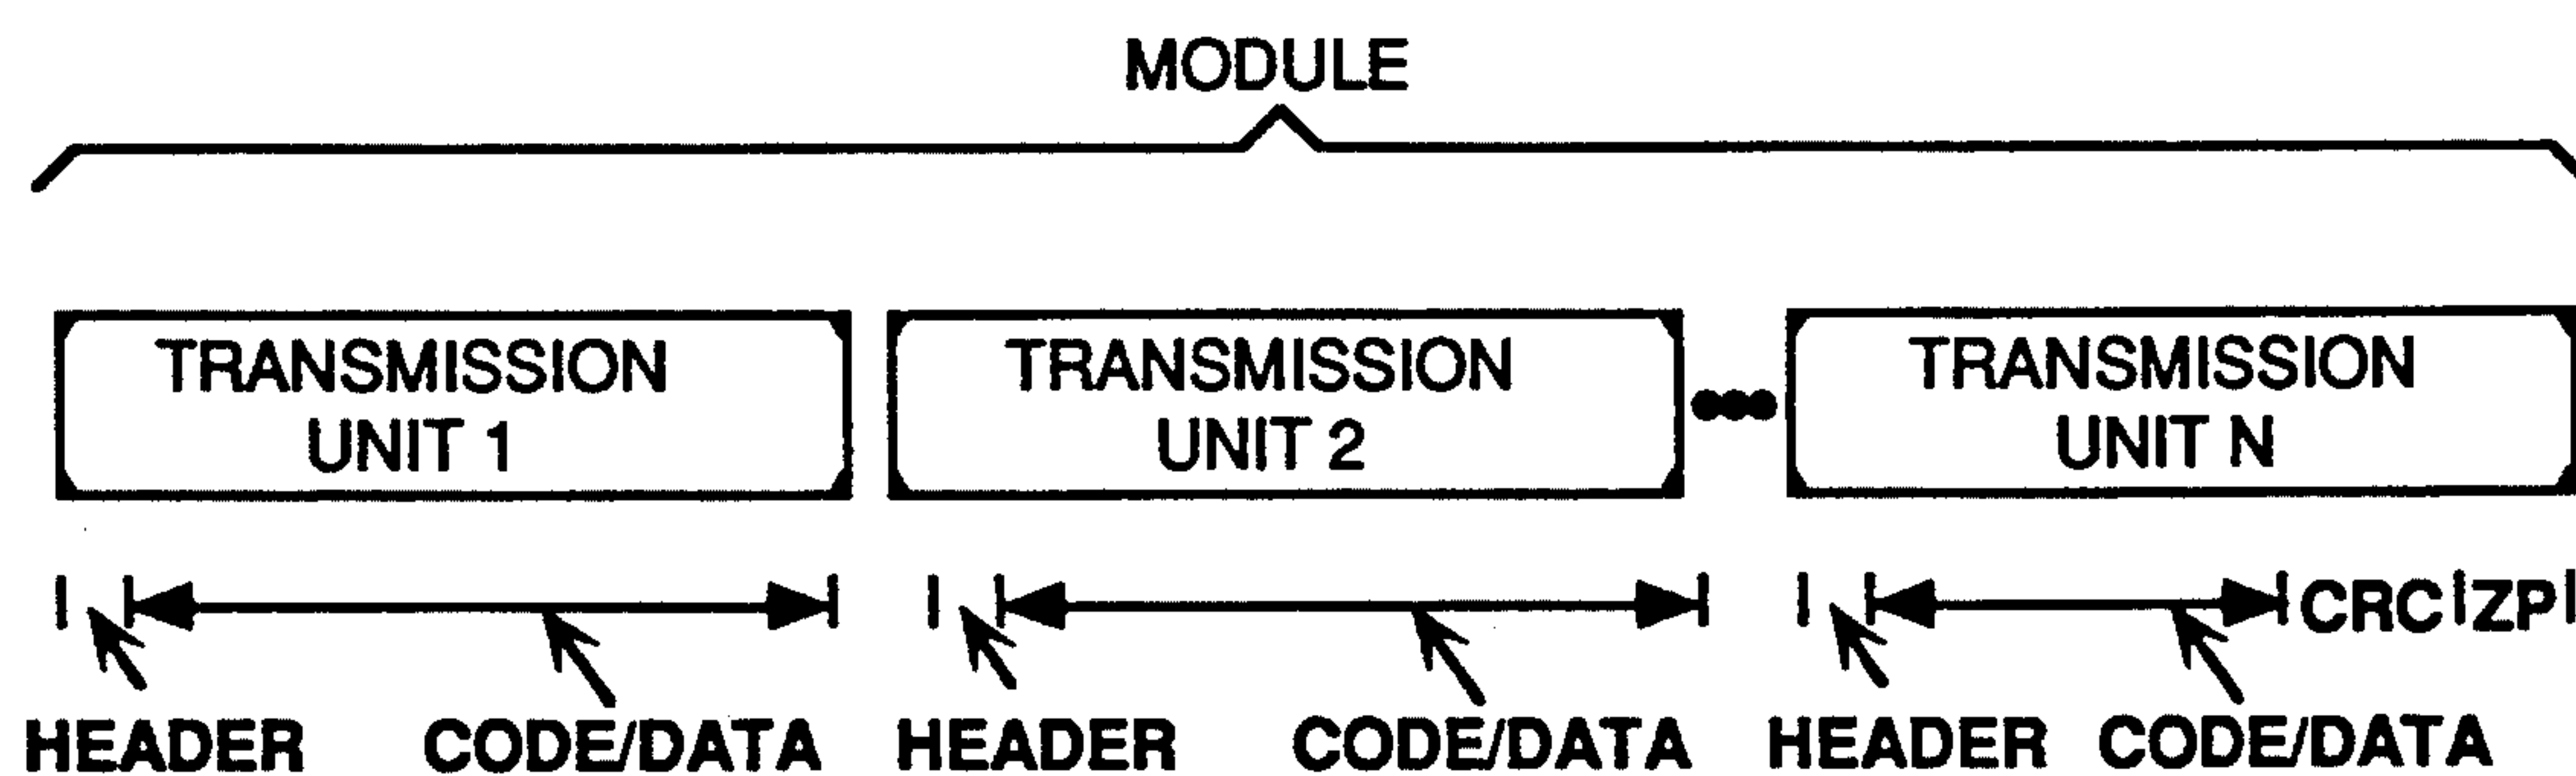 MODULE
TRANSMISSION
UNIT 1
TRANSMISSION
UNIT 2
TRANSMISSION
UNIT N
CRC ZP
HEADER CODE/DATA HEADER CODE/DATA HEADER CODE/DATA